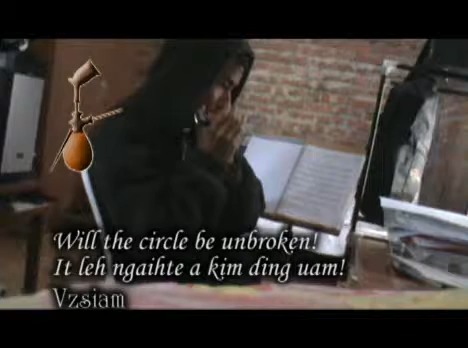 Will the circle be unbroken!
It leh ngaihte a kim ding uam!
Vzsiam